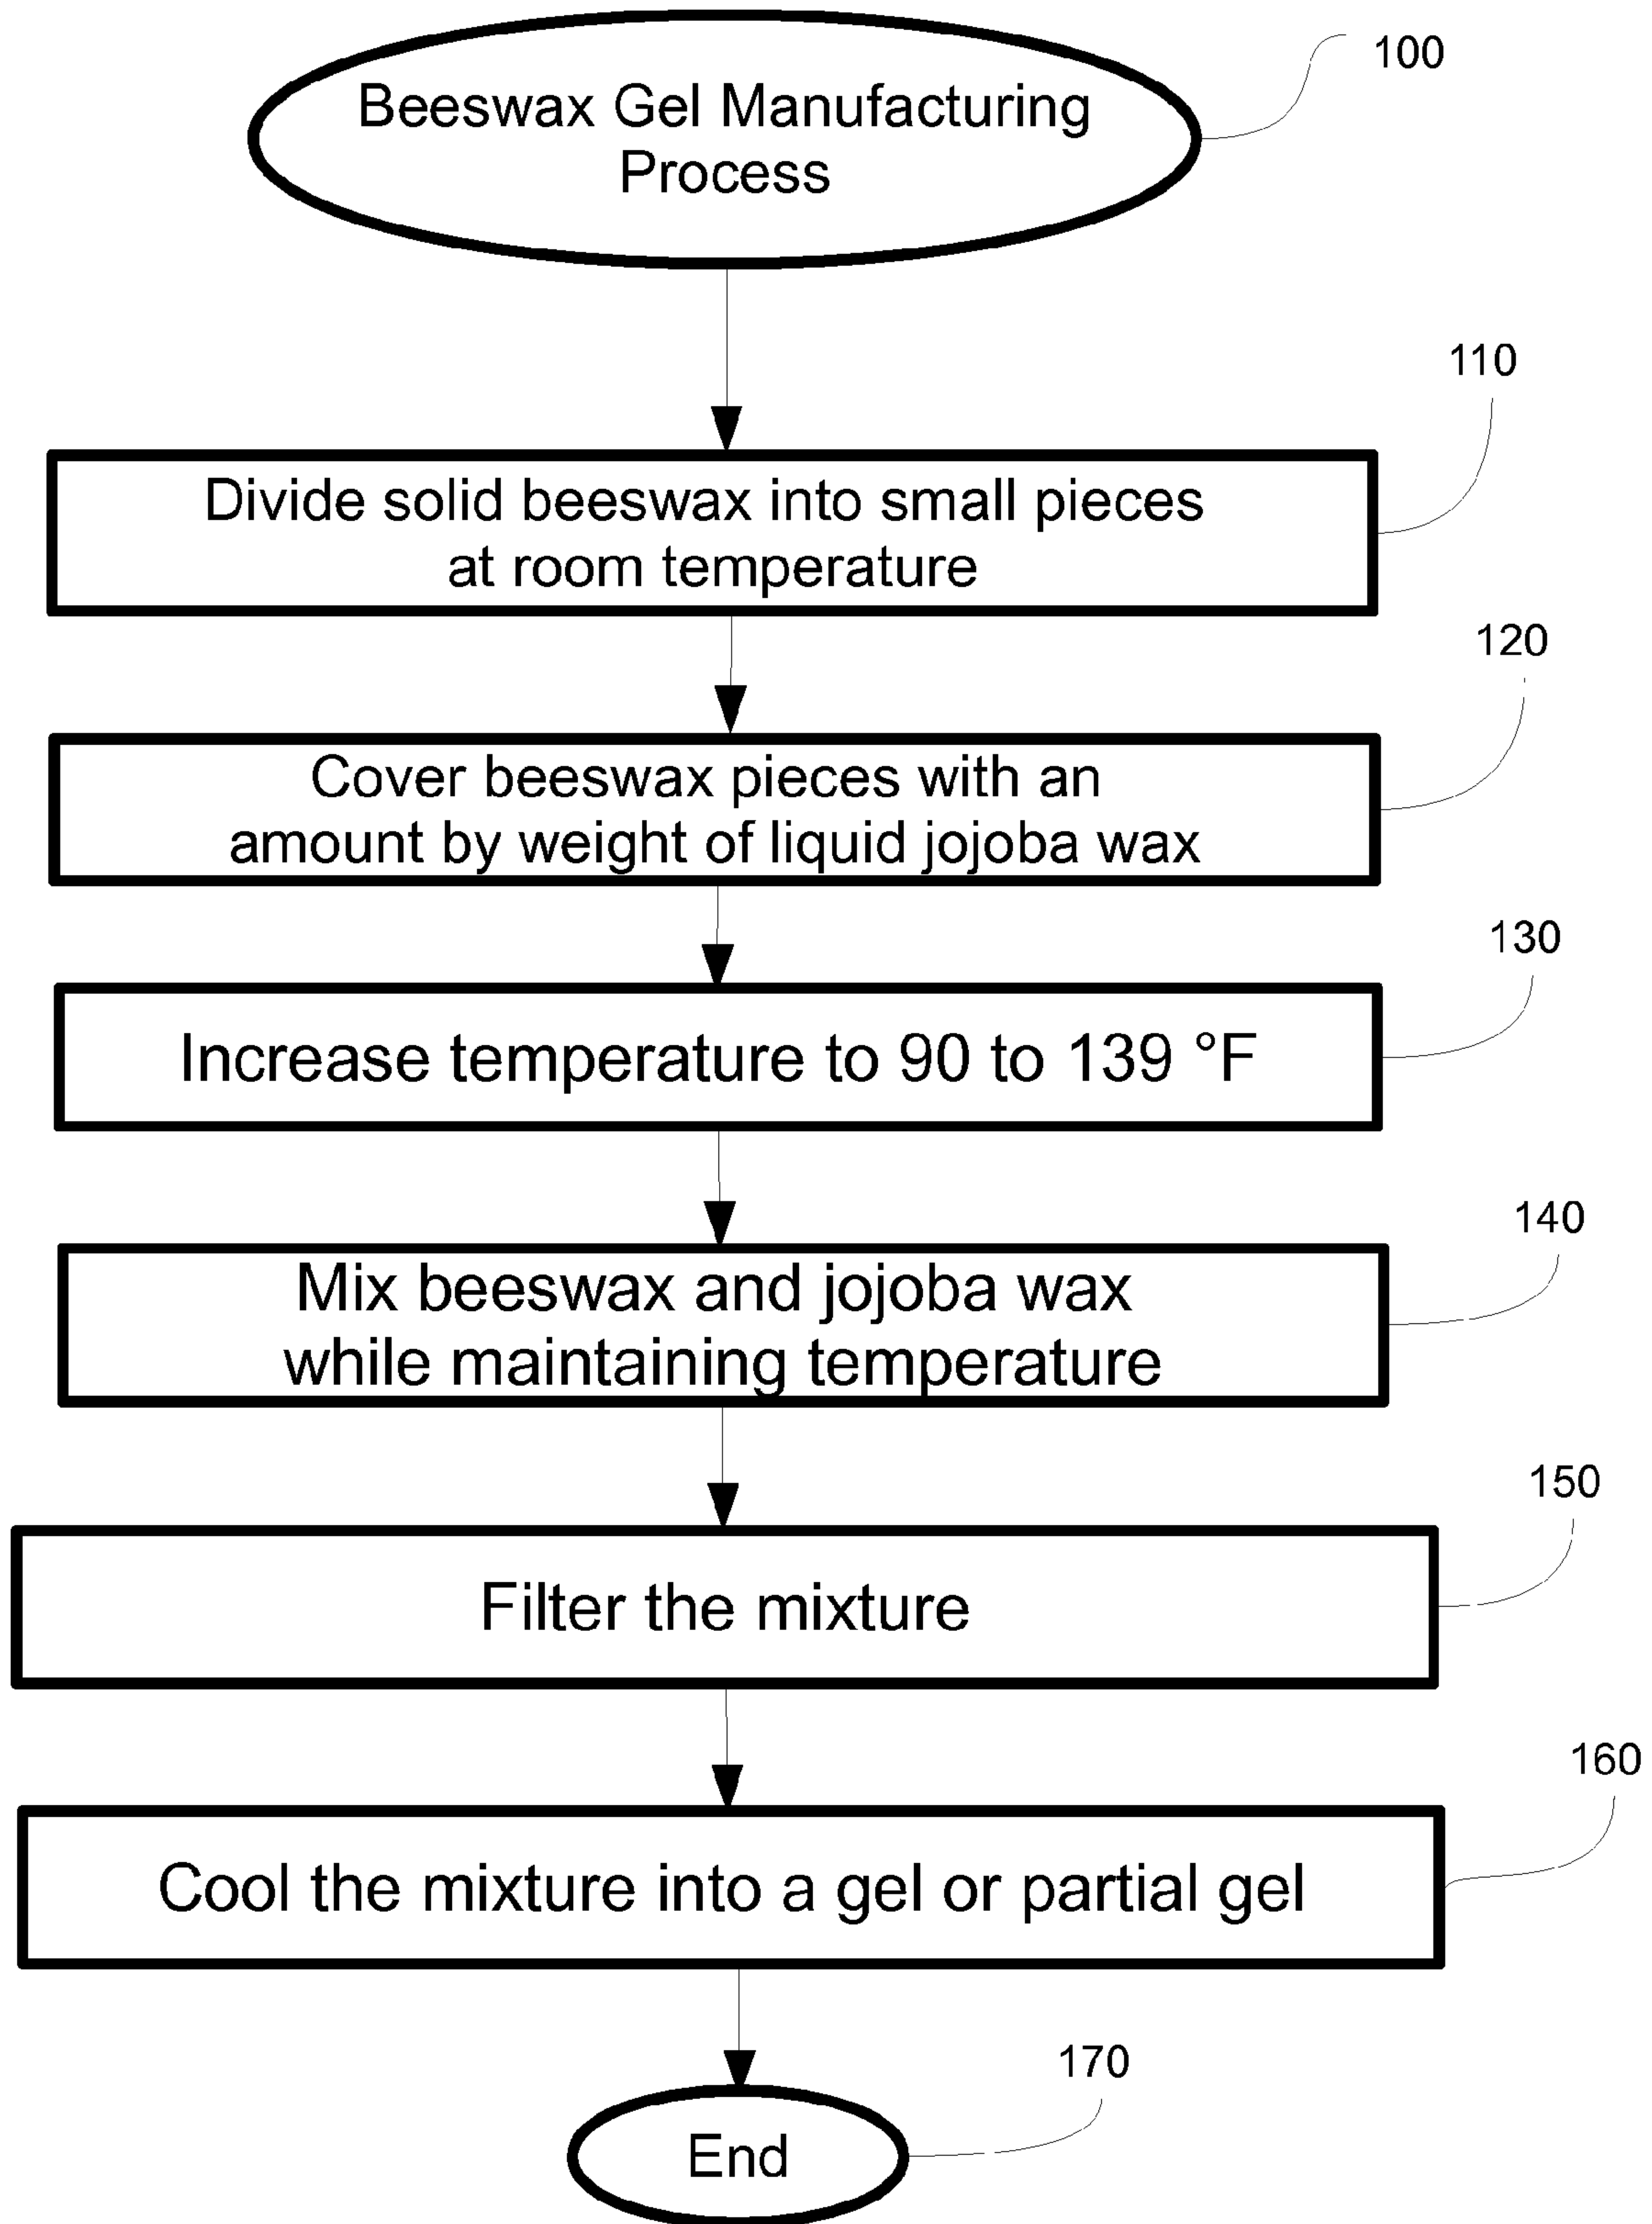 Beeswax Gel Manufacturing
Process
100
110
Divide solid beeswax into small pieces
at room temperature
120
Cover beeswax pieces with an
amount by weight of liquid jojoba wax
130
Increase temperature to 90 to 139 °F
140
Mix beeswax and jojoba wax
while maintaining temperature
150
Filter the mixture
160
Cool the mixture into a gel or partial gel
170
End